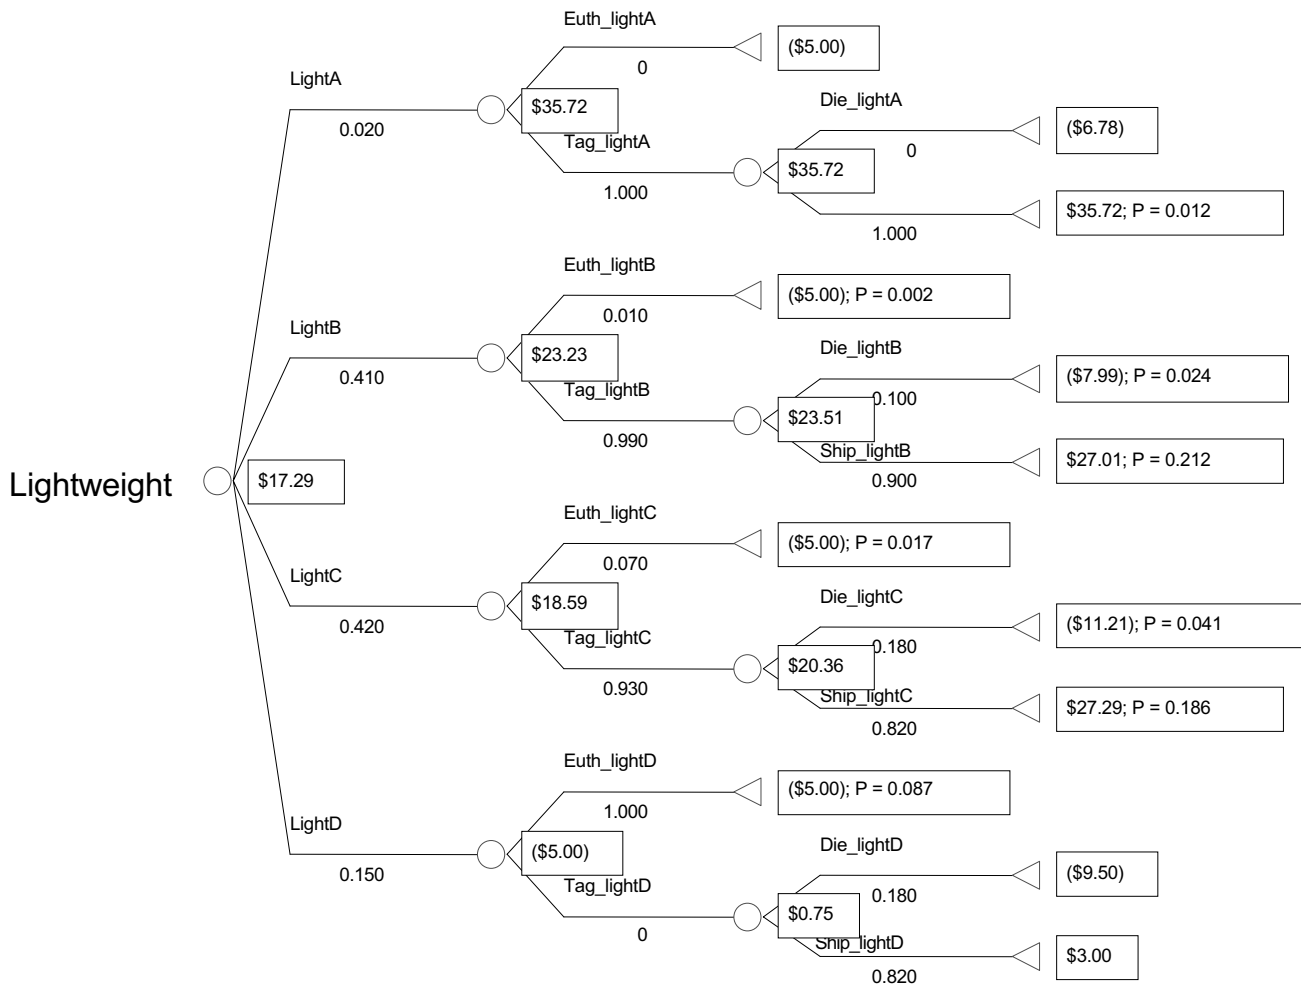 Euth_lightA
($5.00)
0
LightA
0.020
$35.72
Die_lightA
($6.78)
0
Tag_lightA
1.000
$35.72
$35.72; P = 0.012
1.000
Euth_lightB
($5.00); P = 0.002
0.010
LightB
0.410
$23.23
Die_lightB
($7.99); P = 0.024
0.100
Tag_lightB
0.990
$23.51
Ship_lightB
$27.01; P = 0.212
0.900
Lightweight
$17.29
Euth_lightC
($5.00); P = 0.017
0.070
LightC
0.420
$18.59
Die_lightC
($11.21); P = 0.041
0.180
Tag_lightC
0.930
$20.36
Ship_lightC
$27.29; P = 0.186
0.820
Euth_lightD
($5.00); P = 0.087
1.000
LightD
0.150
($5.00)
Die_lightD
($9.50)
0.180
Tag_lightD
0
$0.75
Ship_lightD
$3.00
0.820